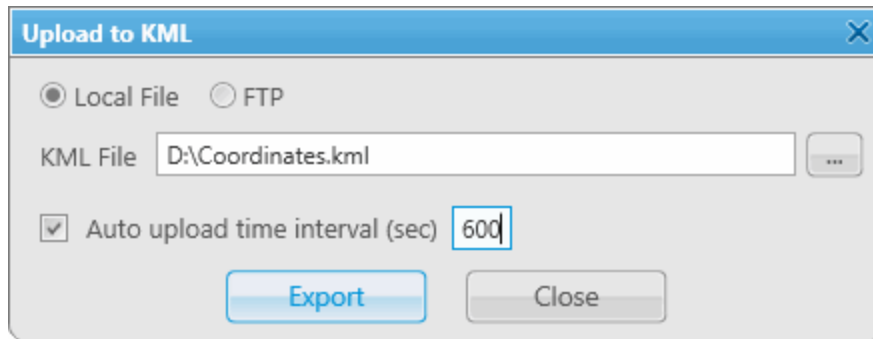 Upload to KML
Local File FTP
KML File D:\Coordinates.kml ...
Auto upload time interval (sec) 600
Export Close